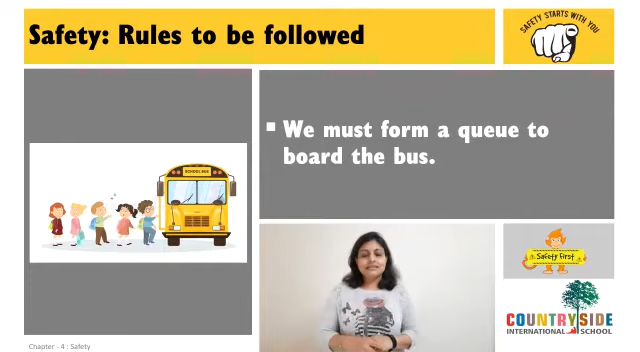 Safety: Rules to be followed
SAFETY STARTS WITH YOU
SCHOOL BUS
We must form a queue to
board the bus.
Safety First
COUNTRYSIDE
INTERNATIONAL SCHOOL
Chapter - 4 : Safety